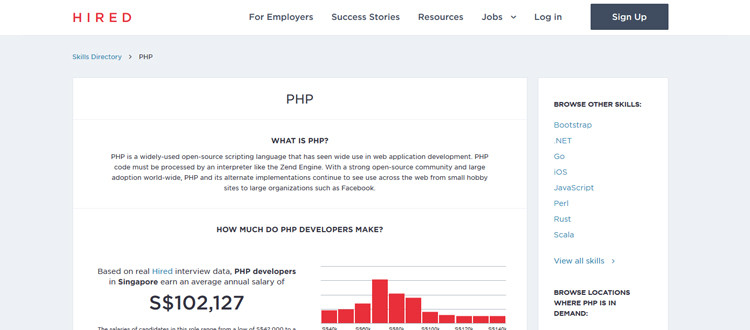 HIRED
For Employers Success Stories Resources Jobs Log in Sign Up
Skills Directory > PHP
PHP
WHAT IS PHP?
PHP is a widely-used open-source scripting language that has seen wide use in web application development. PHP
code must be processed by an interpreter like the Zend Engine. With a strong open-source community and large
adoption world-wide, PHP and its alternate implementations continue to see use across the web from small hobby
sites to large organizations such as Facebook.
HOW MUCH DO PHP DEVELOPERS MAKE?
Based on real Hired interview data, PHP developers
in Singapore earn an average annual salary of
S$102,127
The salaries of candidates in this role range from a low of S$42,000 to a
S$40k S$60k S$80k S$100k S$120k S$140k
BROWSE OTHER SKILLS:
Bootstrap
.NET
Go
iOS
JavaScript
Perl
Rust
Scala
View all skills >
BROWSE LOCATIONS
WHERE PHP IS IN
DEMAND: